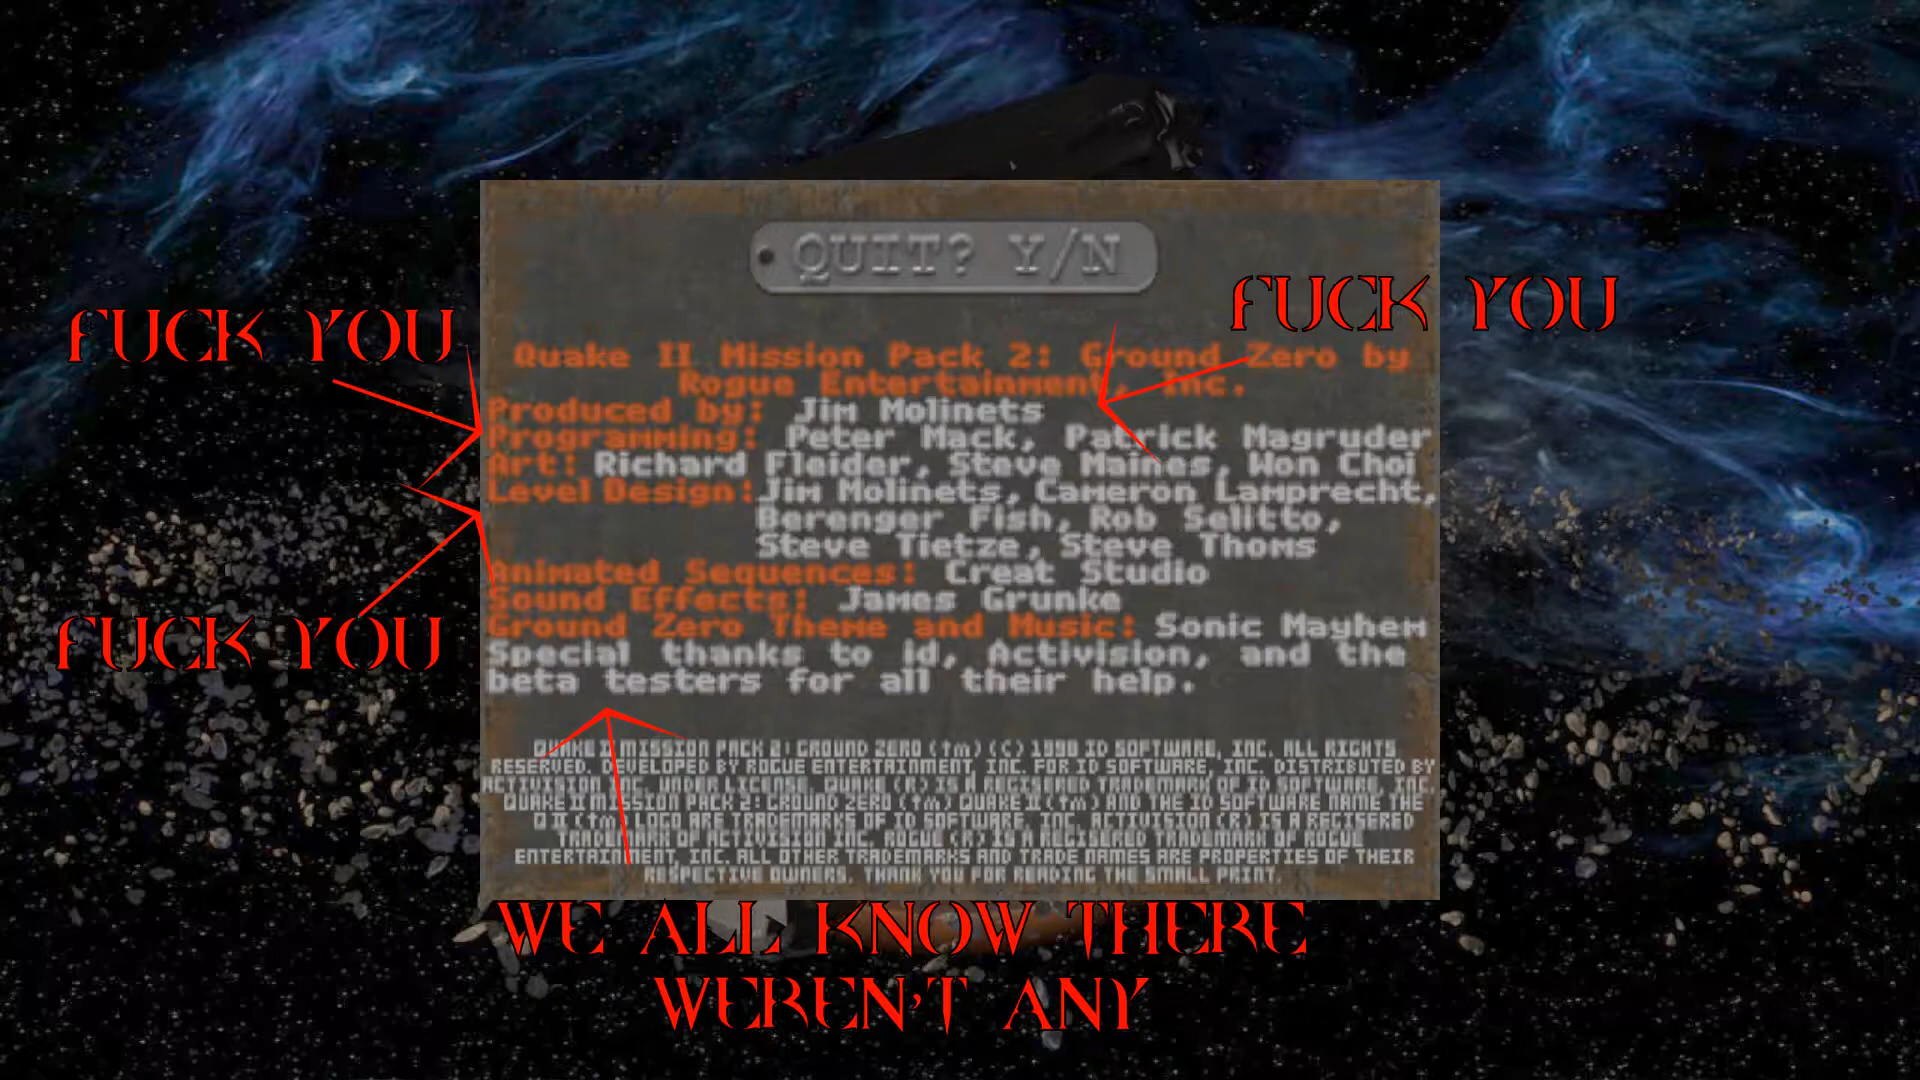 QUIT? Y/N
FUCK YOU
FUCK YOU
Quake II Mission Pack 2: Ground Zero by
Rogue Entertainment, Inc.
Produced by: Jim Molinets
Programming: Peter Mack, Patrick Magruder
Art: Richard Fleider, Steve Maines, Won Choi
Level Design: Jim Molinets, Cameron Lamprecht,
Berenger Fish, Rob Selitto,
Steve Tietze, Steve Thoms
Animated Sequences: Creat Studio
Sound Effects: James Grunke
Ground Zero Theme and Music: Sonic Mayhem
FUCK YOU
Special thanks to id, Activision, and the
beta testers for all their help.
QUAKE II MISSION PACK 2: GROUND ZERO (tm) (C) 1998 ID SOFTWARE, INC. ALL RIGHTS
RESERVED. DEVELOPED BY ROGUE ENTERTAINMENT, INC. FOR ID SOFTWARE, INC. DISTRIBUTED BY
ACTIVISION INC. UNDER LICENSE. QUAKE (R) IS A REGISTERED TRADEMARK OF ID SOFTWARE, INC.
QUAKE II MISSION PACK 2: GROUND ZERO (tm) QUAKE II (tm) AND THE ID SOFTWARE NAME THE
Q II (tm) LOGO ARE TRADEMARKS OF ID SOFTWARE, INC. ACTIVISION (R) IS A REGISERED
TRADEMARK OF ACTIVISION INC. ROGUE (R) IS A REGISERED TRADEMARK OF ROGUE
ENTERTAINMENT, INC. ALL OTHER TRADEMARKS AND TRADE NAMES ARE PROPERTIES OF THEIR
RESPECTIVE OWNERS. THANK YOU FOR READING THE SMALL PRINT.
WE ALL KNOW THERE
WEREN'T ANY